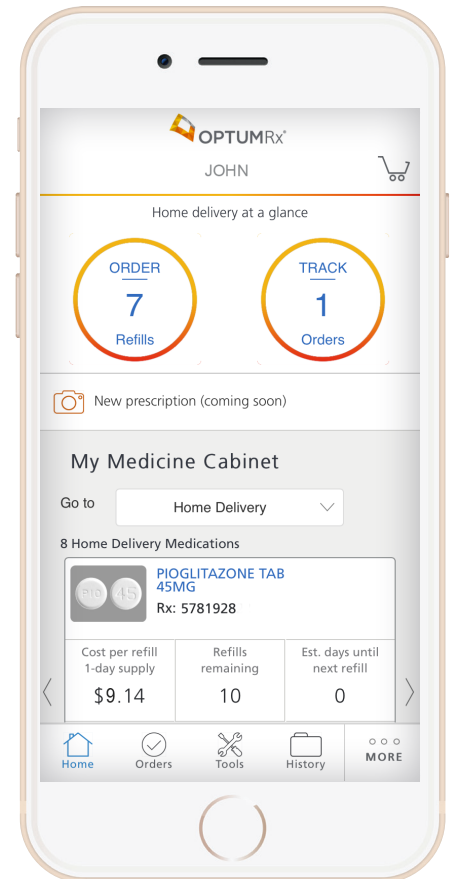 OPTUMRx®
JOHN
Home delivery at a glance
ORDER
7
Refills
TRACK
1
Orders
New prescription (coming soon)
My Medicine Cabinet
Go to
Home Delivery
8 Home Delivery Medications
PIO 45
PIOGLITAZONE TAB
45MG
Rx: 5781928
Cost per refill
1-day supply
$9.14
Refills
remaining
10
Est. days until
next refill
0
Home
Orders
Tools
History
MORE